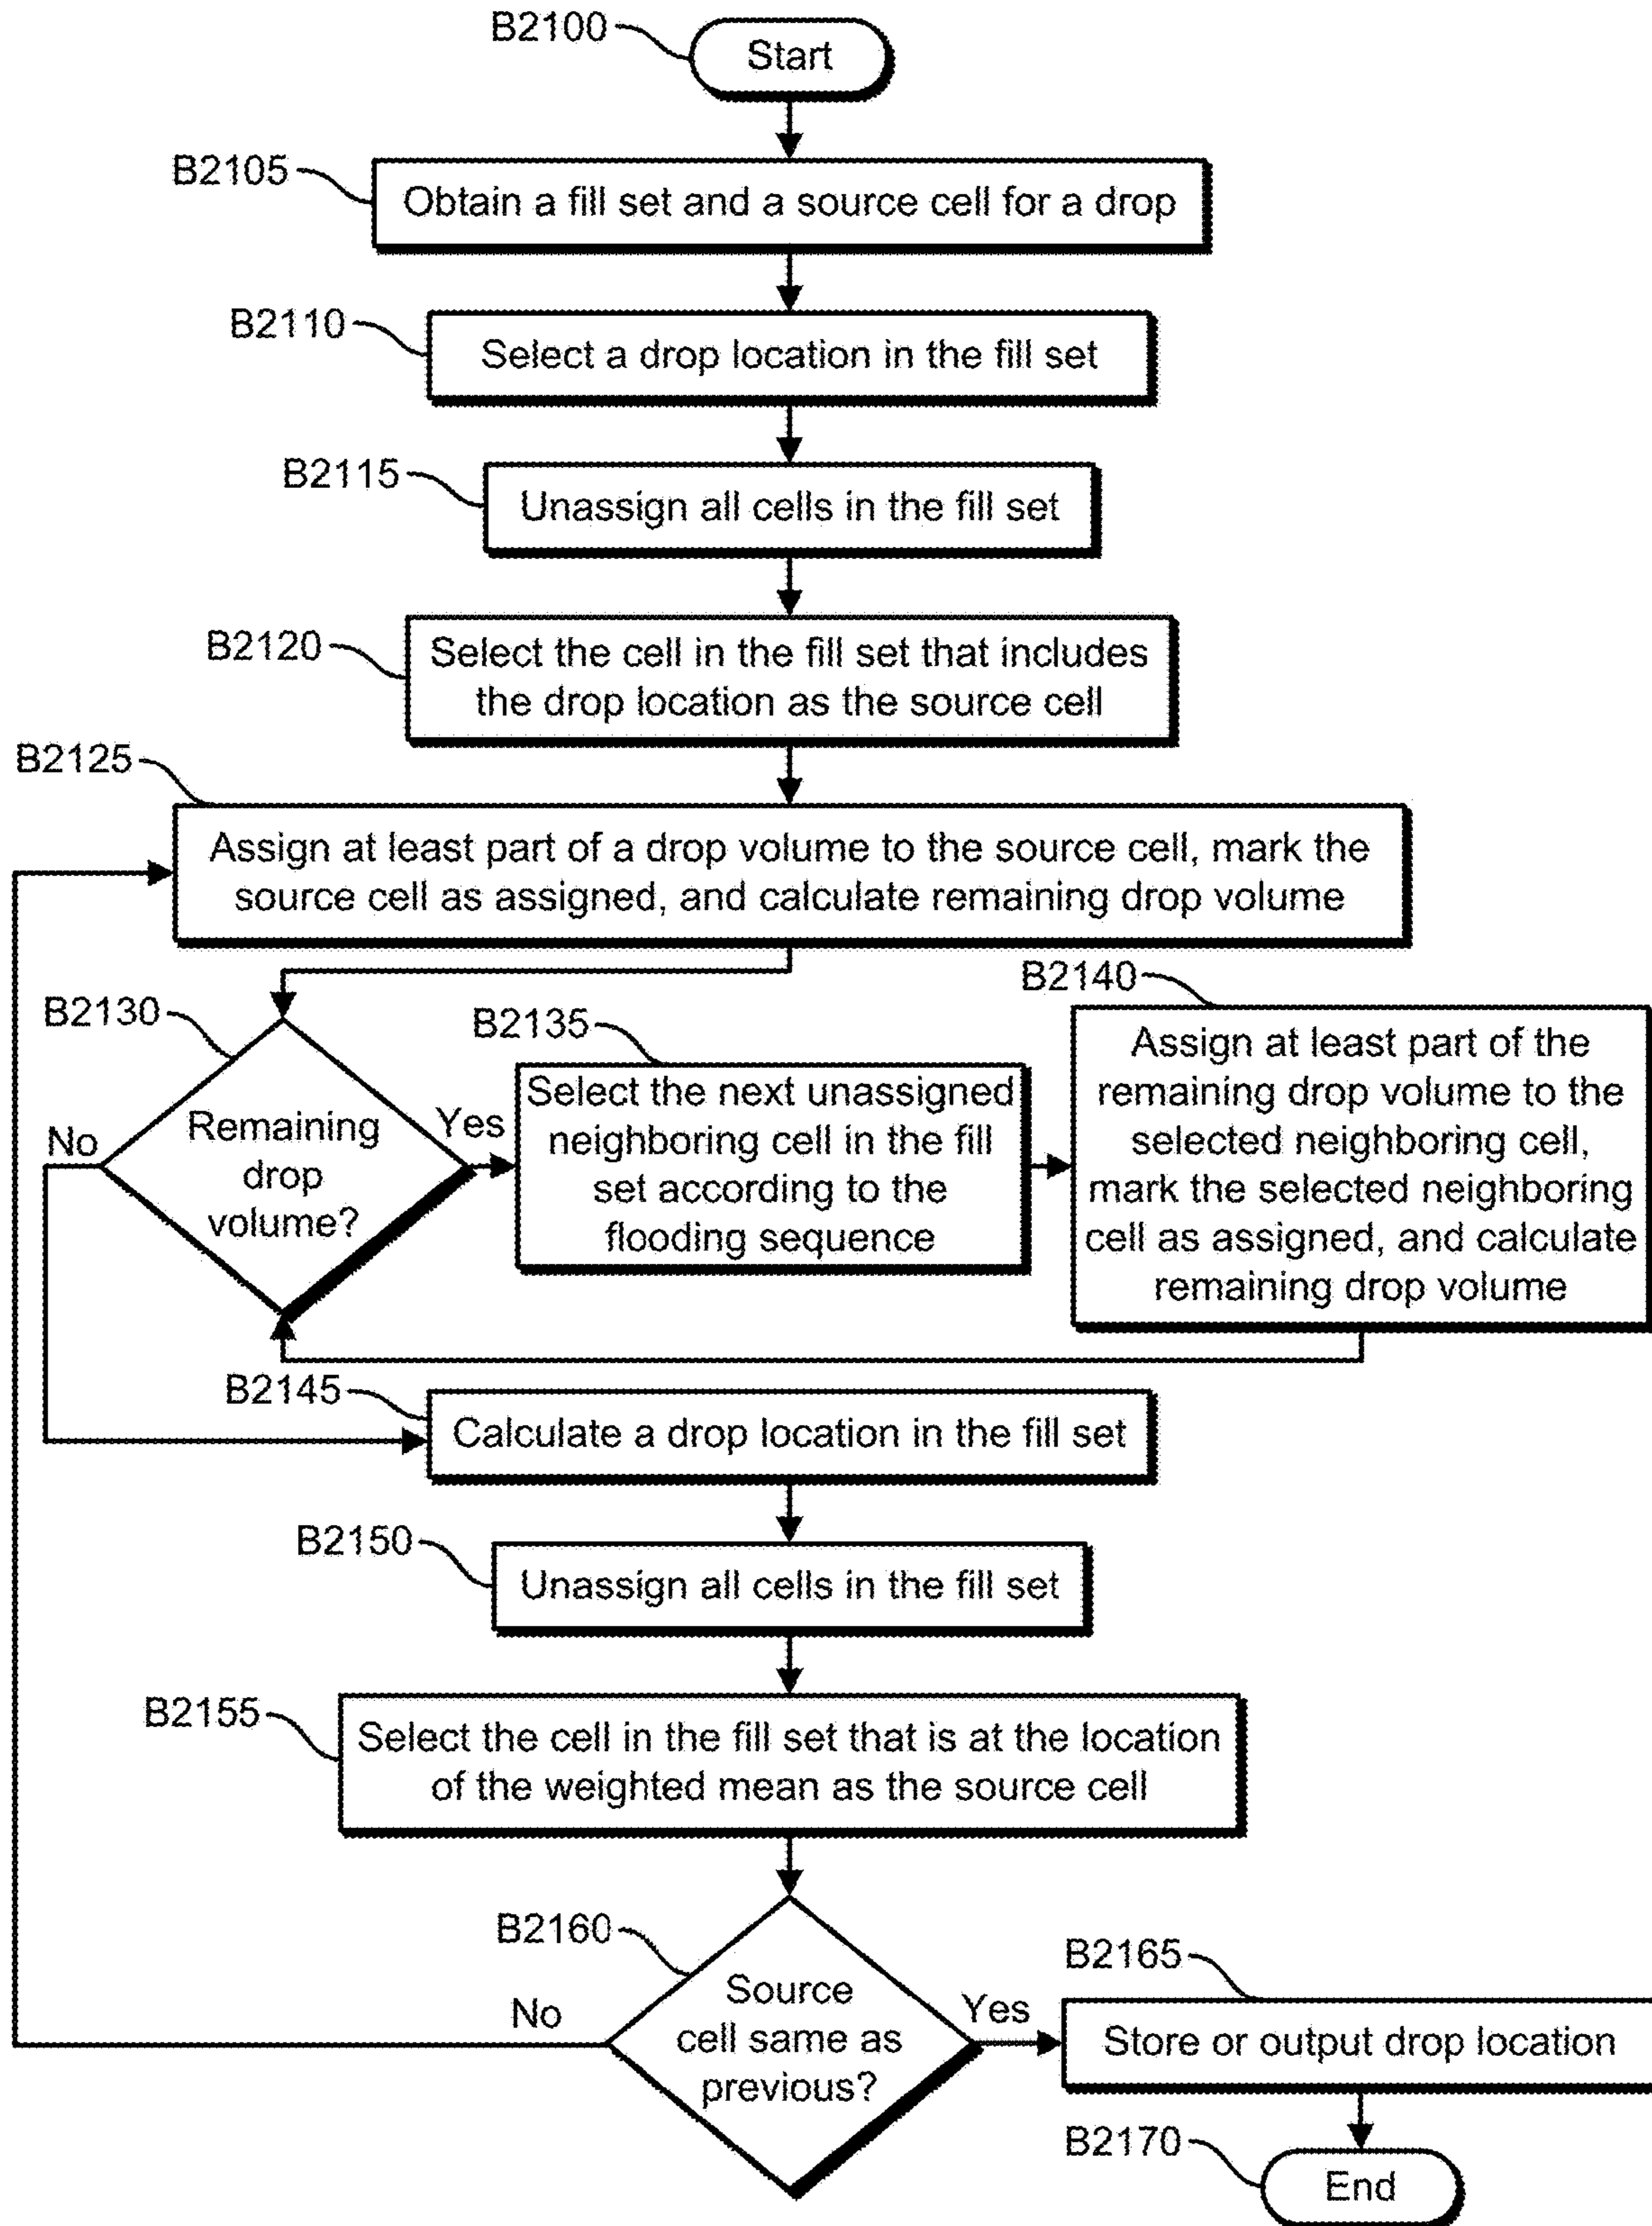 B2100
Start
B2105
Obtain a fill set and a source cell for a drop
B2110
Select a drop location in the fill set
B2115
Unassign all cells in the fill set
B2120
Select the cell in the fill set that includes
the drop location as the source cell
B2125
Assign at least part of a drop volume to the source cell, mark the
source cell as assigned, and calculate remaining drop volume
B2130
Remaining
drop
volume?
No
Yes
B2135
Select the next unassigned
neighboring cell in the fill
set according to the
flooding sequence
B2140
Assign at least part of the
remaining drop volume to the
selected neighboring cell,
mark the selected neighboring
cell as assigned, and calculate
remaining drop volume
B2145
Calculate a drop location in the fill set
B2150
Unassign all cells in the fill set
B2155
Select the cell in the fill set that is at the location
of the weighted mean as the source cell
B2160
Source
cell same as
previous?
No
Yes
B2165
Store or output drop location
B2170
End